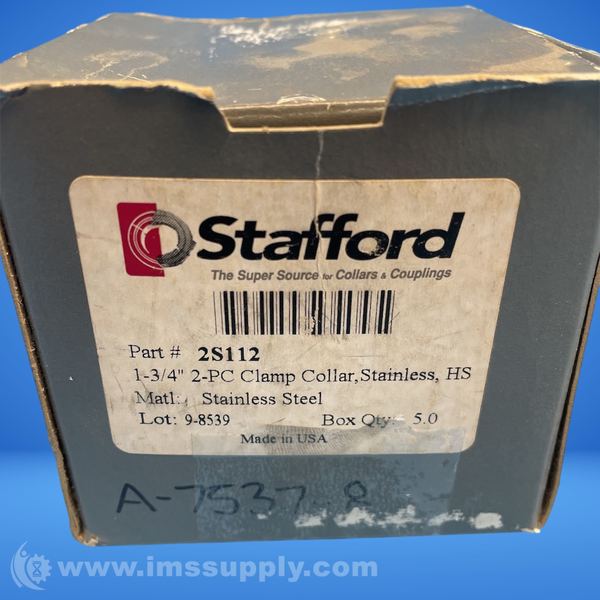 Stafford
The Super Source for Collars & Couplings
Part # 2S112
1-3/4" 2-PC Clamp Collar,Stainless, HS
Matl: Stainless Steel
Lot: 9-8539 Box Qty: 5.0
Made in USA
A-7537-8
www.imssupply.com